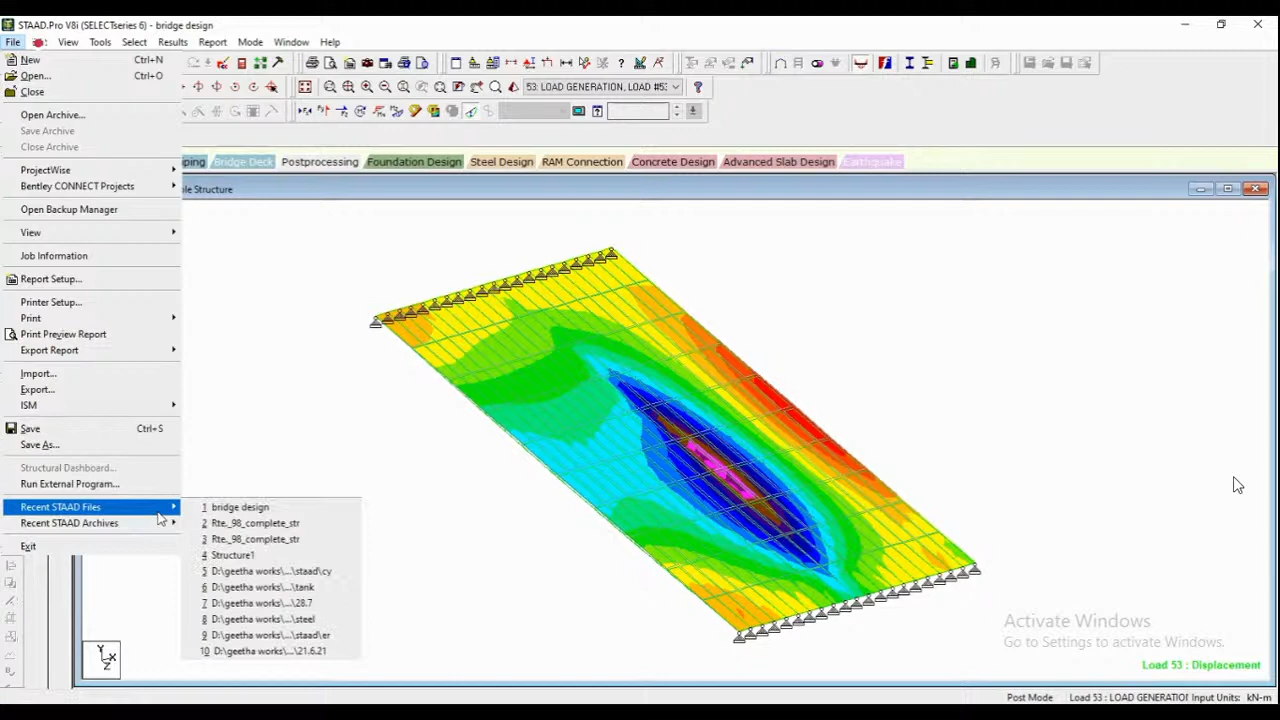 STAAD.Pro V8i (SELECTseries 6) - bridge design
File View Tools Select Results Report Mode Window Help
New Ctrl+N
Open... Ctrl+O
Close
53: LOAD GENERATION, LOAD #5:
Open Archive...
Save Archive
Close Archive
Bridge Deck Postprocessing Foundation Design Steel Design RAM Connection Concrete Design Advanced Slab Design Earthquake
ProjectWise
Bentley CONNECT Projects
Structure
Open Backup Manager
View
Job Information
Report Setup...
Printer Setup...
Print
Print Preview Report
Export Report
Import...
Export...
ISM
Save Ctrl+S
Save As...
Structural Dashboard...
Run External Program...
Recent STAAD Files
Recent STAAD Archives
Exit
1 bridge design
2 Rte._98_complete_str
3 Rte._98_complete_str
4 Structure1
5 D:\geetha works\...\staad\cy
6 D:\geetha works\...\tank
7 D:\geetha works\...\28.7
8 D:\geetha works\...\steel
9 D:\geetha works\...\staad\er
10 D:\geetha works\...\21.6.21
Y
X
Z
Activate Windows
Go to Settings to activate Windows.
Load 53 : Displacement
Post Mode Load 53 : LOAD GENERATION Input Units: kN-m